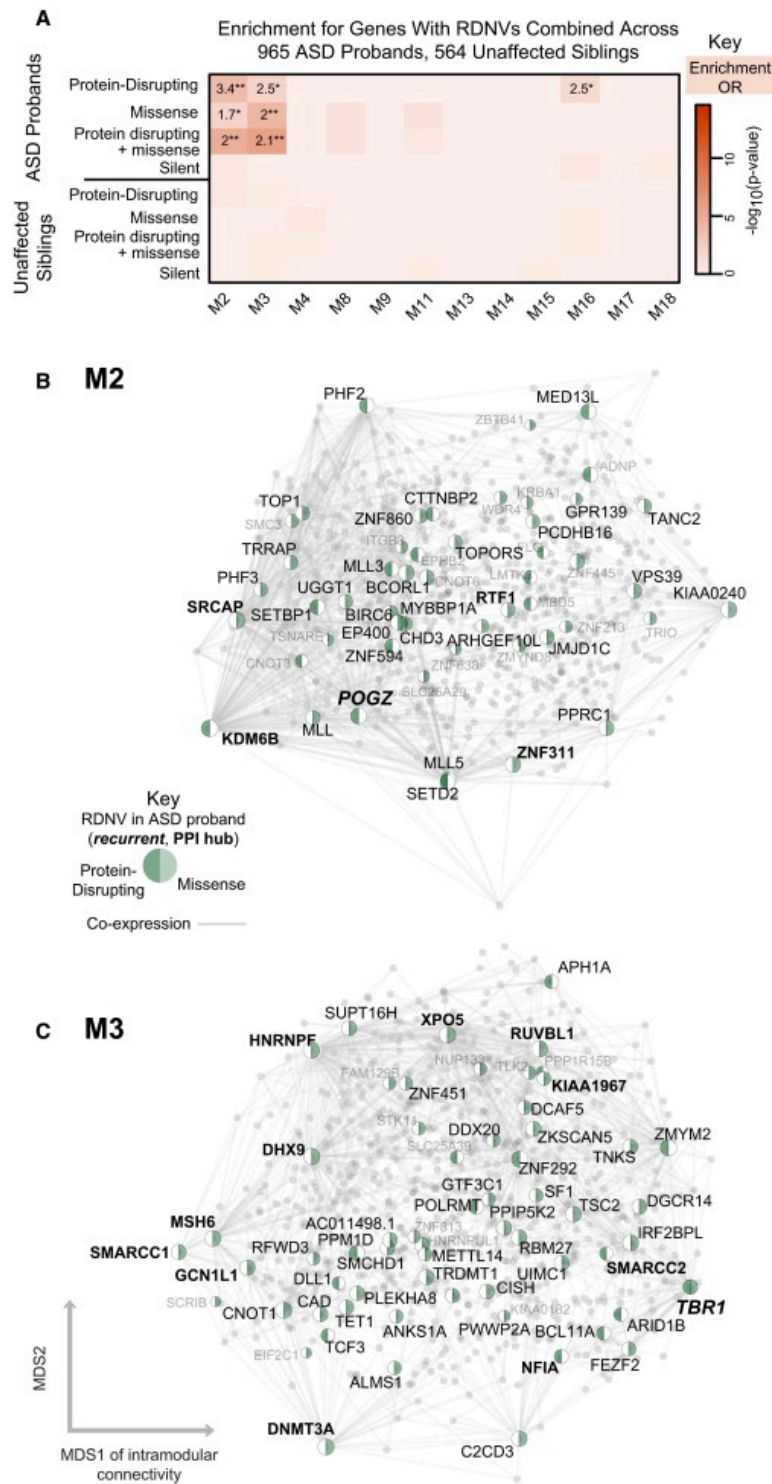 A
Enrichment for Genes With RDNVs Combined Across
965 ASD Probands, 564 Unaffected Siblings
Key
Enrichment
OR
ASD Probands
Protein-Disrupting
3.4** 2.5* 2.5*
Missense
1.7* 2**
Protein disrupting
+ missense
2** 2.1**
Silent
Unaffected
Siblings
Protein-Disrupting
Missense
Protein disrupting
+ missense
Silent
M2 M3 M4 M8 M9 M11 M13 M14 M15 M16 M17 M18
0 5 10
-log10(p-value)
B M2
PHF2
MED13L
ZBTB41
ADNP
TOP1
SMC3
CTTNBP2
ZNF860
WDR4
KRBA1
GPR139
TANC2
PCDHB16
ITGB3
TRRAP
EPHB2
TOPORS
PHF3
MLL3
CNOT6
LMTK3
ZNF445
UGGT1
BCORL1
VPS39
KIAA0240
SRCAP
SETBP1
BIRC6
MYBBP1A
RTF1
MBD5
TSNARE1
EP400
CHD3
ARHGEF10L
ZNF213
TRIO
CNOT3
ZNF594
ZNF638
ZMYND8
JMJD1C
SLC25A29
POGZ
PPRC1
MLL
KDM6B
ZNF311
MLL5
SETD2
Key
RDNV in ASD proband
(recurrent, PPI hub)
Protein-
Disrupting
Missense
Co-expression
C M3
APH1A
SUPT16H
XPO5
HNRNPF
RUVBL1
NUP133
TLK2
PPP1R15B
FAM129B
ZNF451
KIAA1967
STK11
DCAF5
DDX20
ZKSCAN5
ZMYM2
SLC25A39
DHX9
ZNF292
TNKS
GTF3C1
SF1
POLRMT
TSC2
DGCR14
PPIP5K2
MSH6
AC011498.1
ZNF813
IRF2BPL
PPM1D
HNRNPUL1
RBM27
SMARCC1
RFWD3
SMCHD1
METTL14
UIMC1
SMARCC2
GCN1L1
DLL1
TRDMT1
SCRIB
CAD
PLEKHA8
CISH
TBR1
CNOT1
TET1
KIAA0182
ARID1B
ANKS1A
PWWP2A
BCL11A
TCF3
EIF2C1
NFIA
FEZF2
ALMS1
DNMT3A
C2CD3
MDS2
MDS1 of intramodular
connectivity